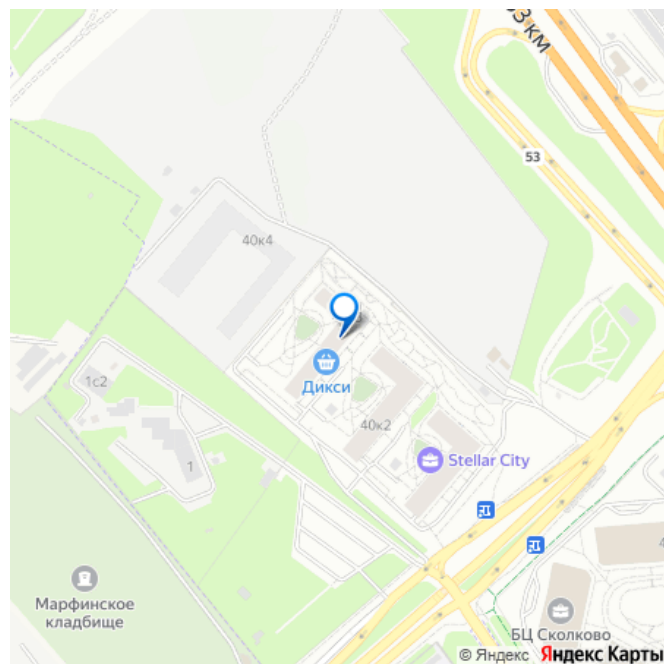 53 км
53
40к4
Дикси
1с2
40к2
Stellar City
1
Марфинское
кладбище
БЦ Сколково
© Яндекс Яндекс Карты